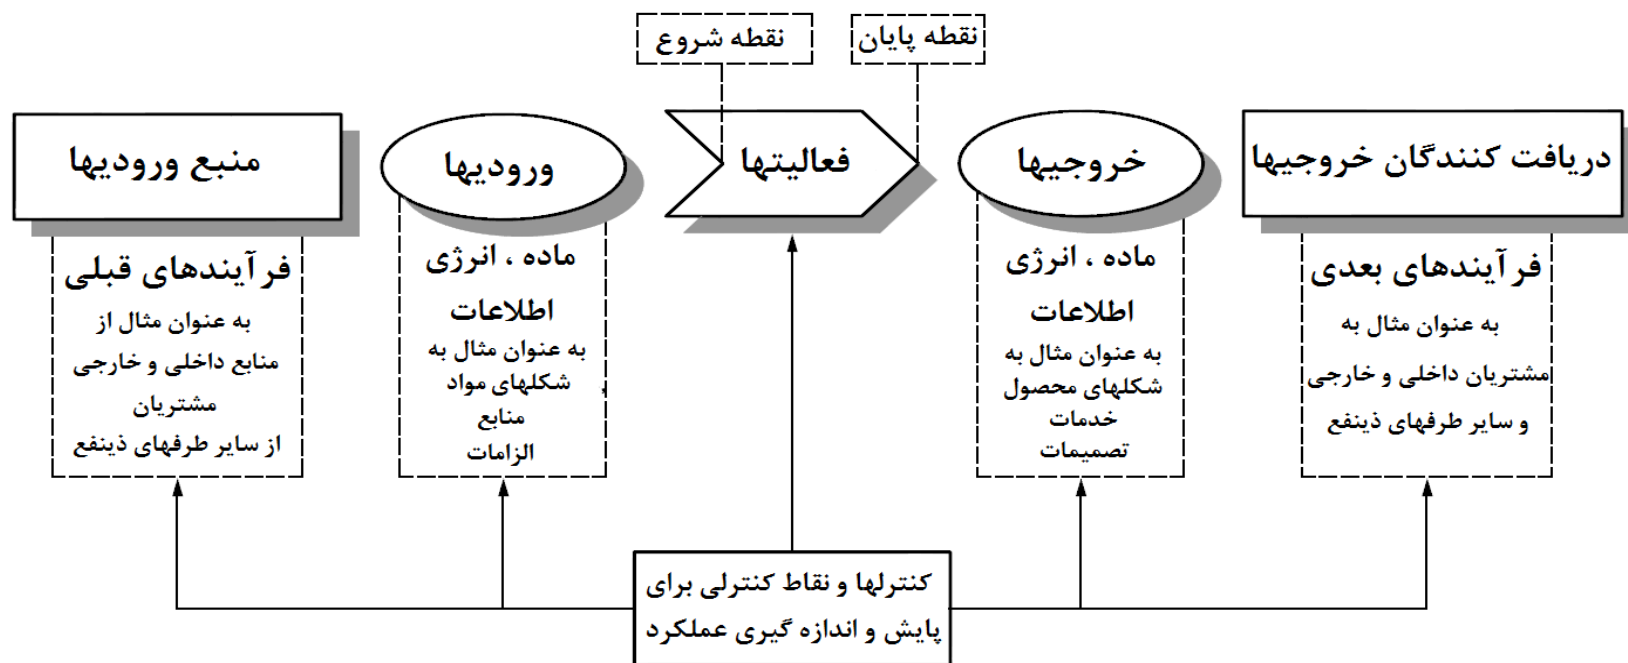 نقطه شروع
نقطه پایان
منبع ورودیها
ورودیها
فعالیتها
خروجیها
دریافت کنندگان خروجیها
فرآیندهای قبلی
به عنوان مثال از
منابع داخلی و خارجی
مشتریان
از سایر طرفهای ذینفع
ماده ، انرژی
اطلاعات
به عنوان مثال به
شکلهای مواد
منابع
الزامات
ماده ، انرژی
اطلاعات
به عنوان مثال به
شکلهای محصول
خدمات
تصمیمات
فرآیندهای بعدی
به عنوان مثال به
مشتریان داخلی و خارجی
و سایر طرفهای ذینفع
کنترلها و نقاط کنترلی برای
پایش و اندازه گیری عملکرد